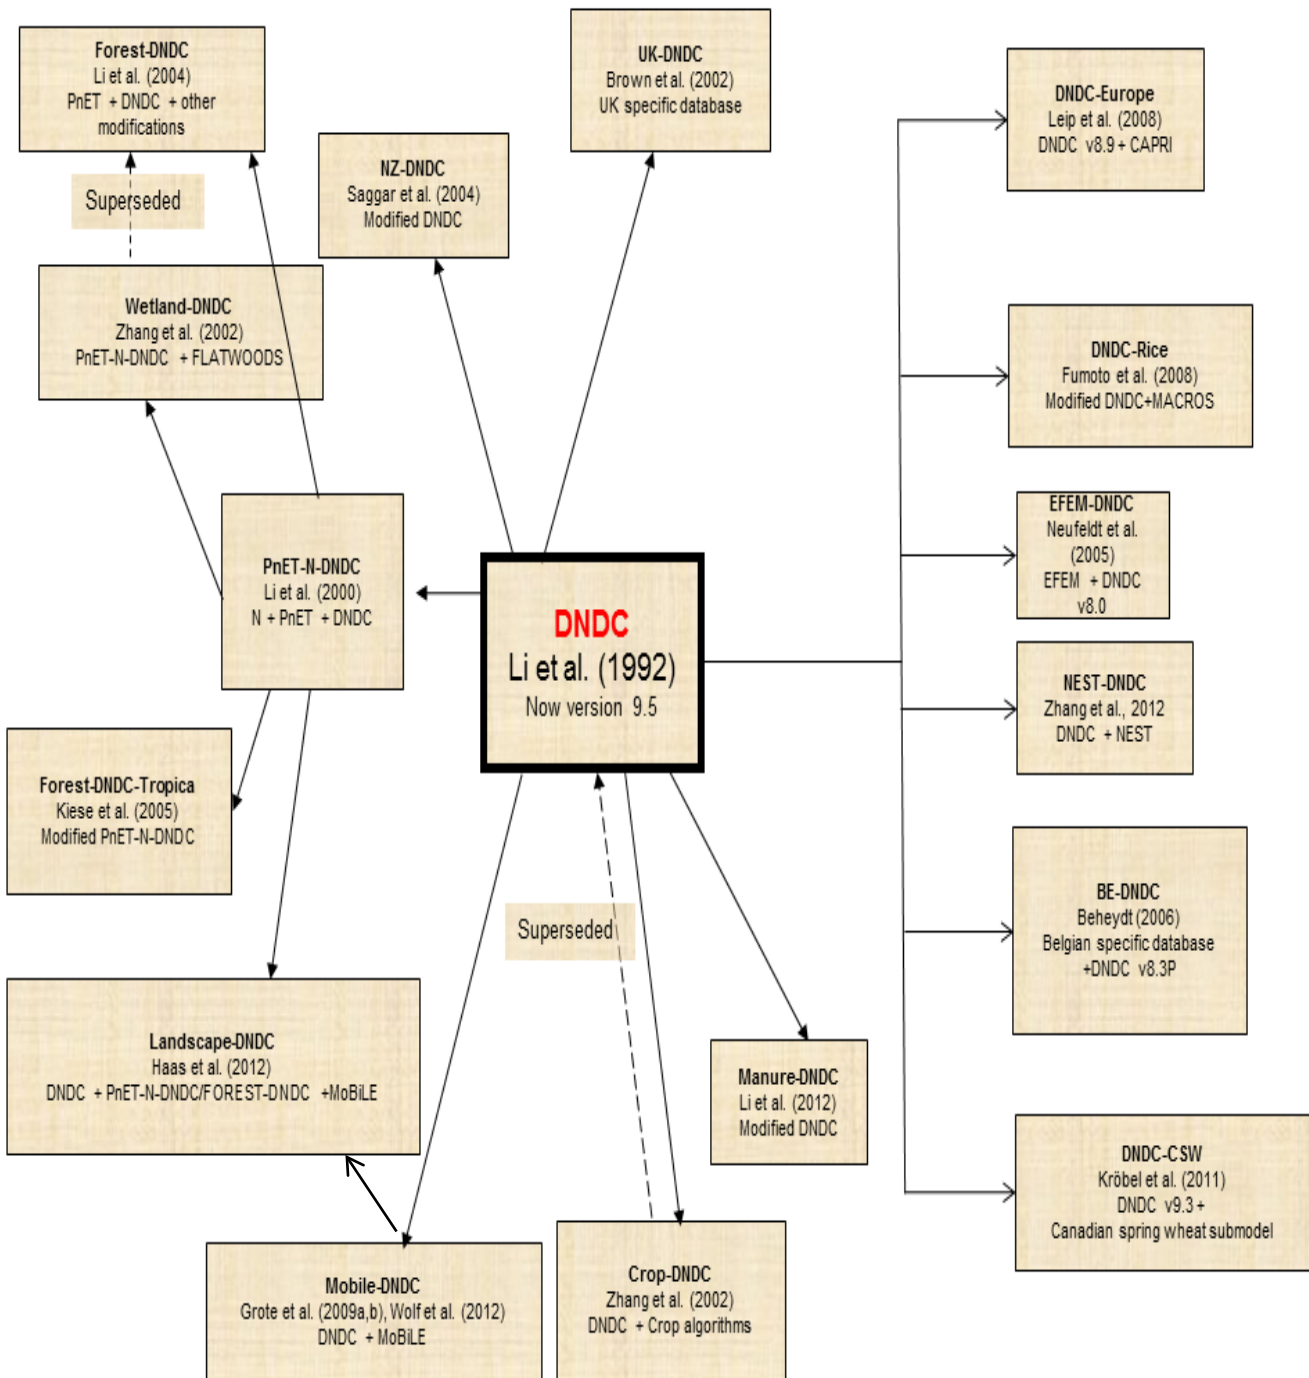 Forest-DNDC
Li et al. (2004)
PnET + DNDC + other
modifications
UK-DNDC
Brown et al. (2002)
UK specific database
DNDC-Europe
Leip et al. (2008)
DNDC v8.9 + CAPRI
NZ-DNDC
Saggar et al. (2004)
Modified DNDC
Superseded
Wetland-DNDC
Zhang et al. (2002)
PnET-N-DNDC + FLATWOODS
DNDC-Rice
Fumoto et al. (2008)
Modified DNDC+MACROS
EFEM-DNDC
Neufeldt et al.
(2005)
EFEM + DNDC
v8.0
PnET-N-DNDC
Li et al. (2000)
N + PnET + DNDC
DNDC
Li et al. (1992)
Now version 9.5
NEST-DNDC
Zhang et al., 2012
DNDC + NEST
Forest-DNDC-Tropica
Kiese et al. (2005)
Modified PnET-N-DNDC
BE-DNDC
Beheydt (2006)
Belgian specific database
+DNDC v8.3P
Superseded
Landscape-DNDC
Haas et al. (2012)
DNDC + PnET-N-DNDC/FOREST-DNDC +MoBiLE
Manure-DNDC
Li et al. (2012)
Modified DNDC
DNDC-CSW
Kröbel et al. (2011)
DNDC v9.3 +
Canadian spring wheat submodel
Mobile-DNDC
Grote et al. (2009a,b), Wolf et al. (2012)
DNDC + MoBiLE
Crop-DNDC
Zhang et al. (2002)
DNDC + Crop algorithms